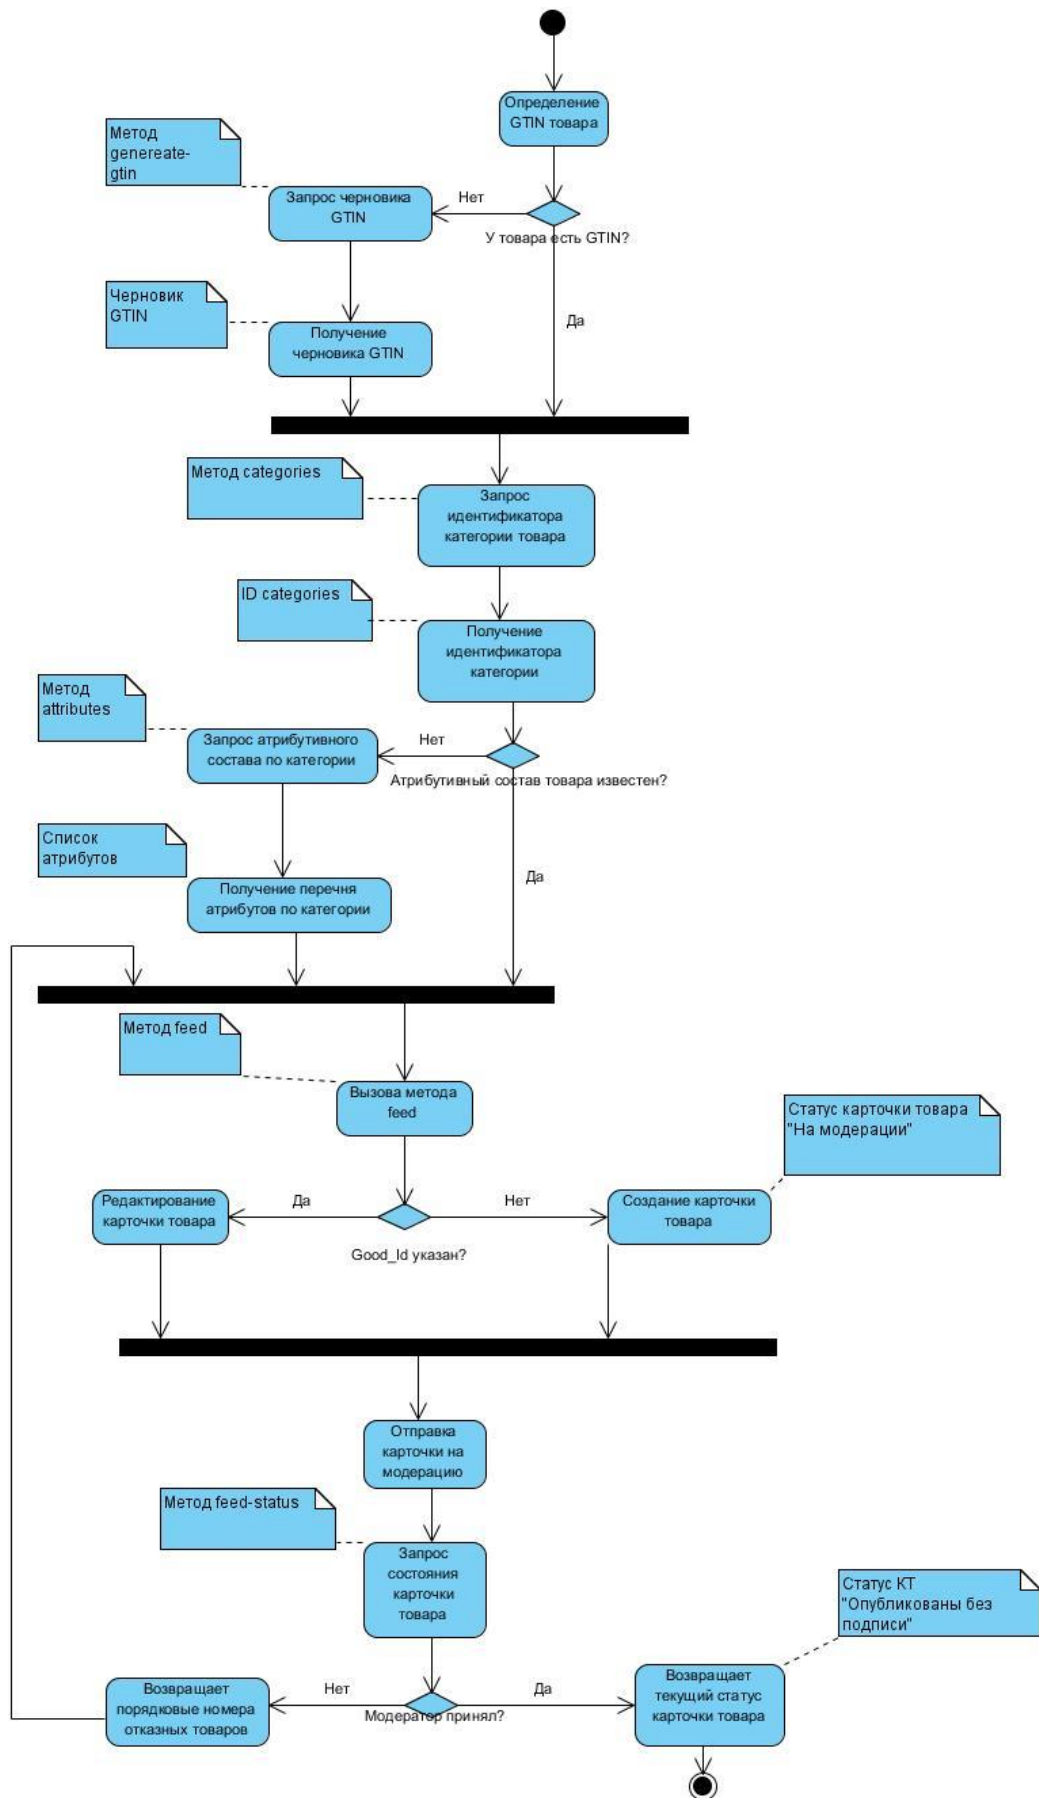 Определение
GTIN товара
Метод
genereate-
gtin
Запрос черновика
GTIN
Нет
У товара есть GTIN?
Черновик
GTIN
Получение
черновика GTIN
Да
Метод categories
Запрос
идентификатора
категории товара
ID categories
Получение
идентификатора
категории
Метод
attributes
Запрос атрибутивного
состава по категории
Нет
Атрибутивный состав товара известен?
Список
атрибутов
Получение перечня
атрибутов по категории
Да
Метод feed
Вызова метода
feed
Статус карточки товара
"На модерации"
Редактирование
карточки товара
Да
Нет
Создание карточки
товара
Good_Id указан?
Отправка
карточки на
модерацию
Метод feed-status
Запрос
состояния
карточки
товара
Статус КТ
"Опубликованы без
подписи"
Возвращает
порядковые номера
отказных товаров
Нет
Модератор принял?
Да
Возвращает
текущий статус
карточки товара